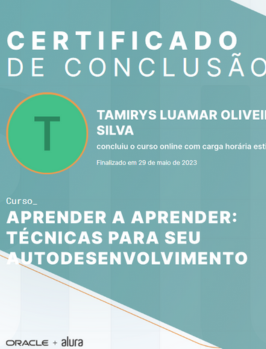 CERTIFICADO
DE CONCLUSÃO
T
TAMIRYS LUAMAR OLIVEI
SILVA
concluiu o curso online com carga horária est
Finalizado em 29 de maio de 2023
Curso_
APRENDER A APRENDER:
TÉCNICAS PARA SEU
AUTODESENVOLVIMENTO
ORACLE + alura